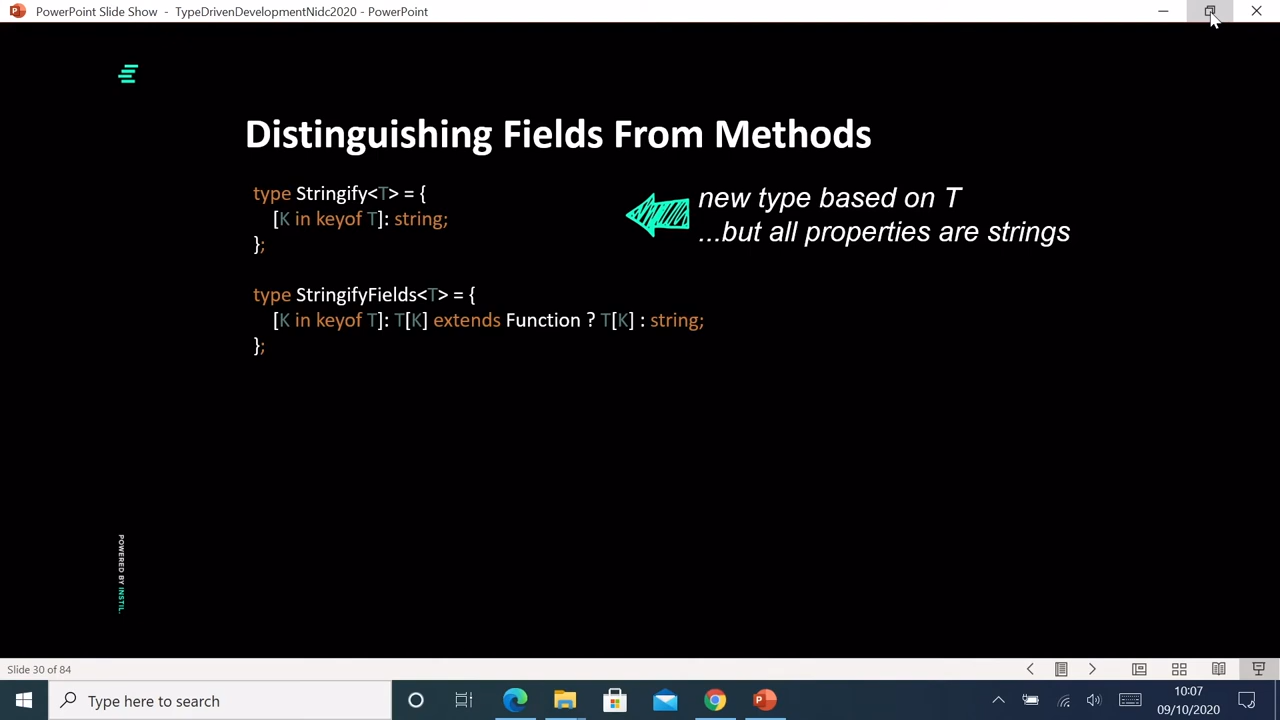 PowerPoint Slide Show - TypeDrivenDevelopmentNidc2020 - PowerPoint
Distinguishing Fields From Methods
type Stringify<T> = {
[K in keyof T]: string;
};
new type based on T
...but all properties are strings
type StringifyFields<T> = {
[K in keyof T]: T[K] extends Function ? T[K] : string;
};
POWERED BY INSTIL.
Slide 30 of 84
Type here to search
10:07
09/10/2020